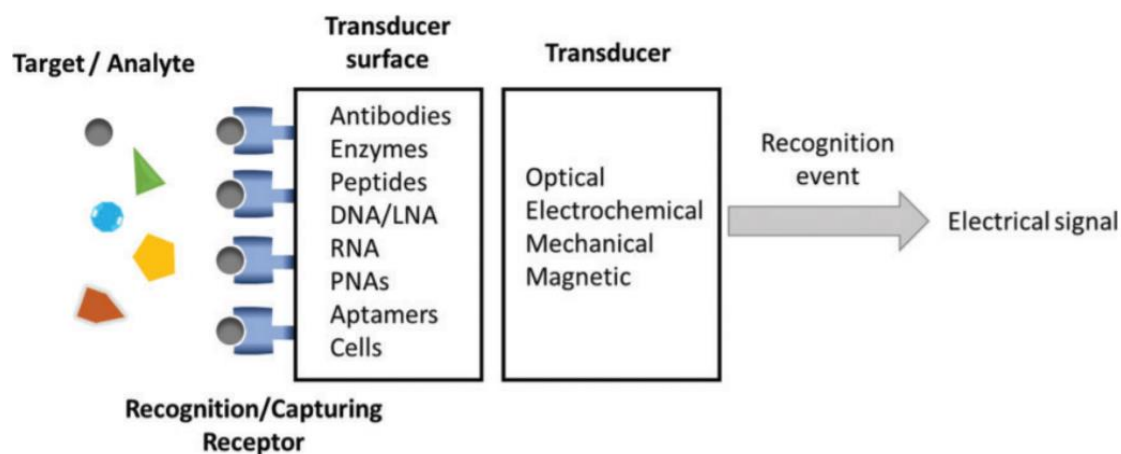 Target / Analyte
Transducer
surface
Transducer
Antibodies
Enzymes
Peptides
DNA/LNA
RNA
PNAs
Aptamers
Cells
Optical
Electrochemical
Mechanical
Magnetic
Recognition
event
Electrical signal
Recognition/Capturing
Receptor